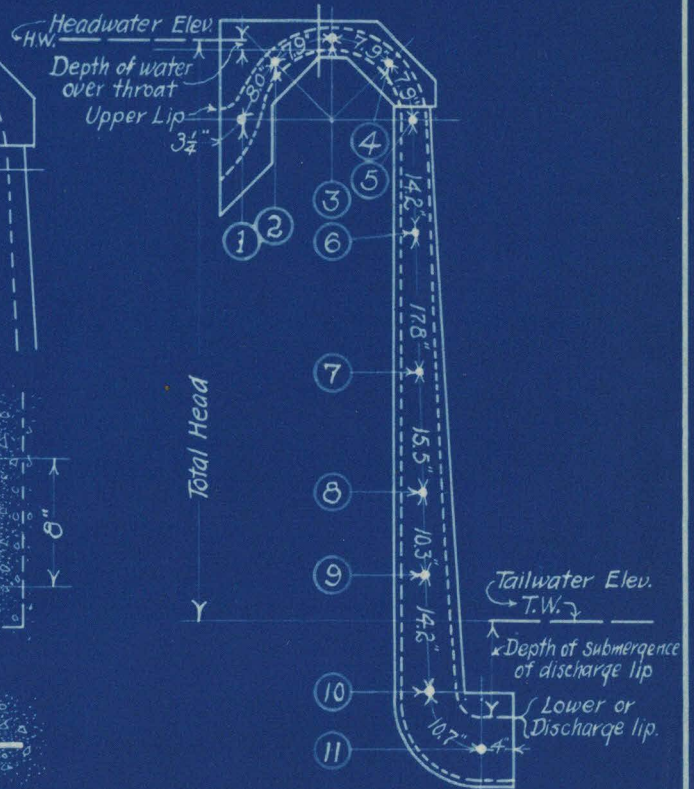 Headwater Elev.
H.W.
Depth of water
over throat
Upper Lip
3¼"
8.0"
7.9"
7.9"
7.9"
1
2
3
4
5
6
7
8
9
10
11
14.2"
17.8"
15.5"
10.3"
14.2"
10.7"
4"
Total Head
8"
Tailwater Elev.
T.W.
Depth of submergence
of discharge lip
Lower or
Discharge lip.